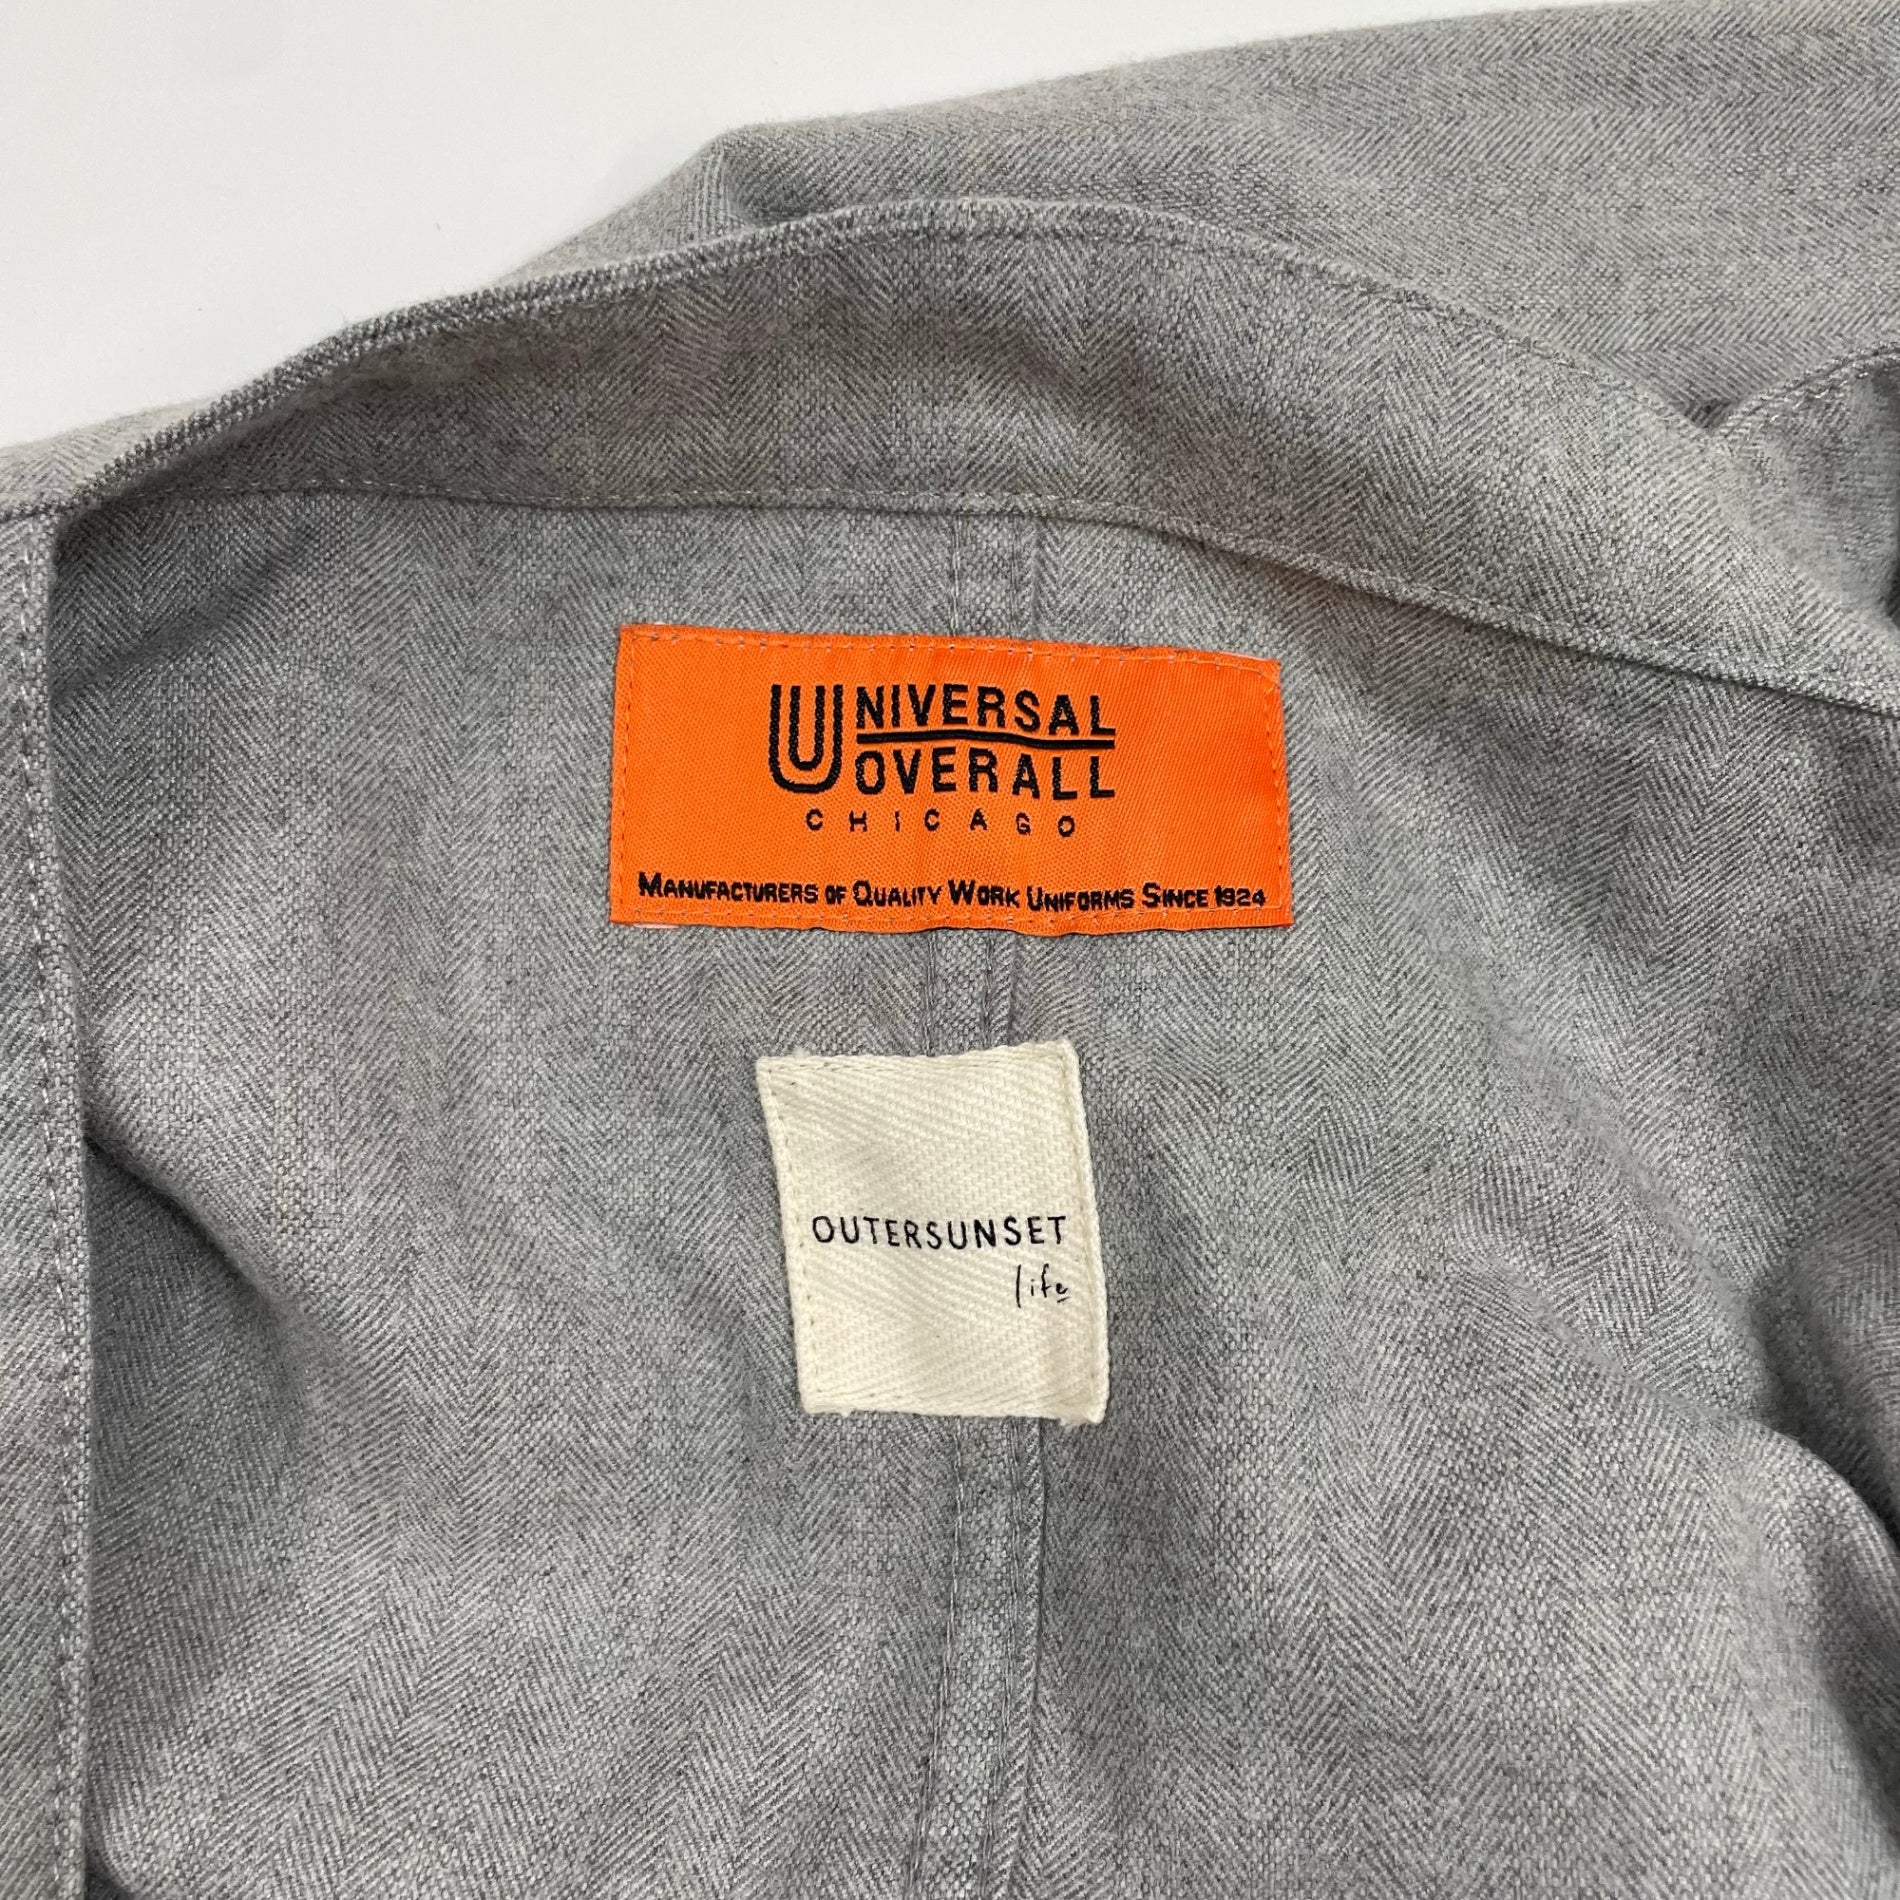 UNIVERSAL
OVERALL
CHICAGO
MANUFACTURERS OF QUALITY WORK UNIFORMS SINCE 1924
OUTERSUNSET
life